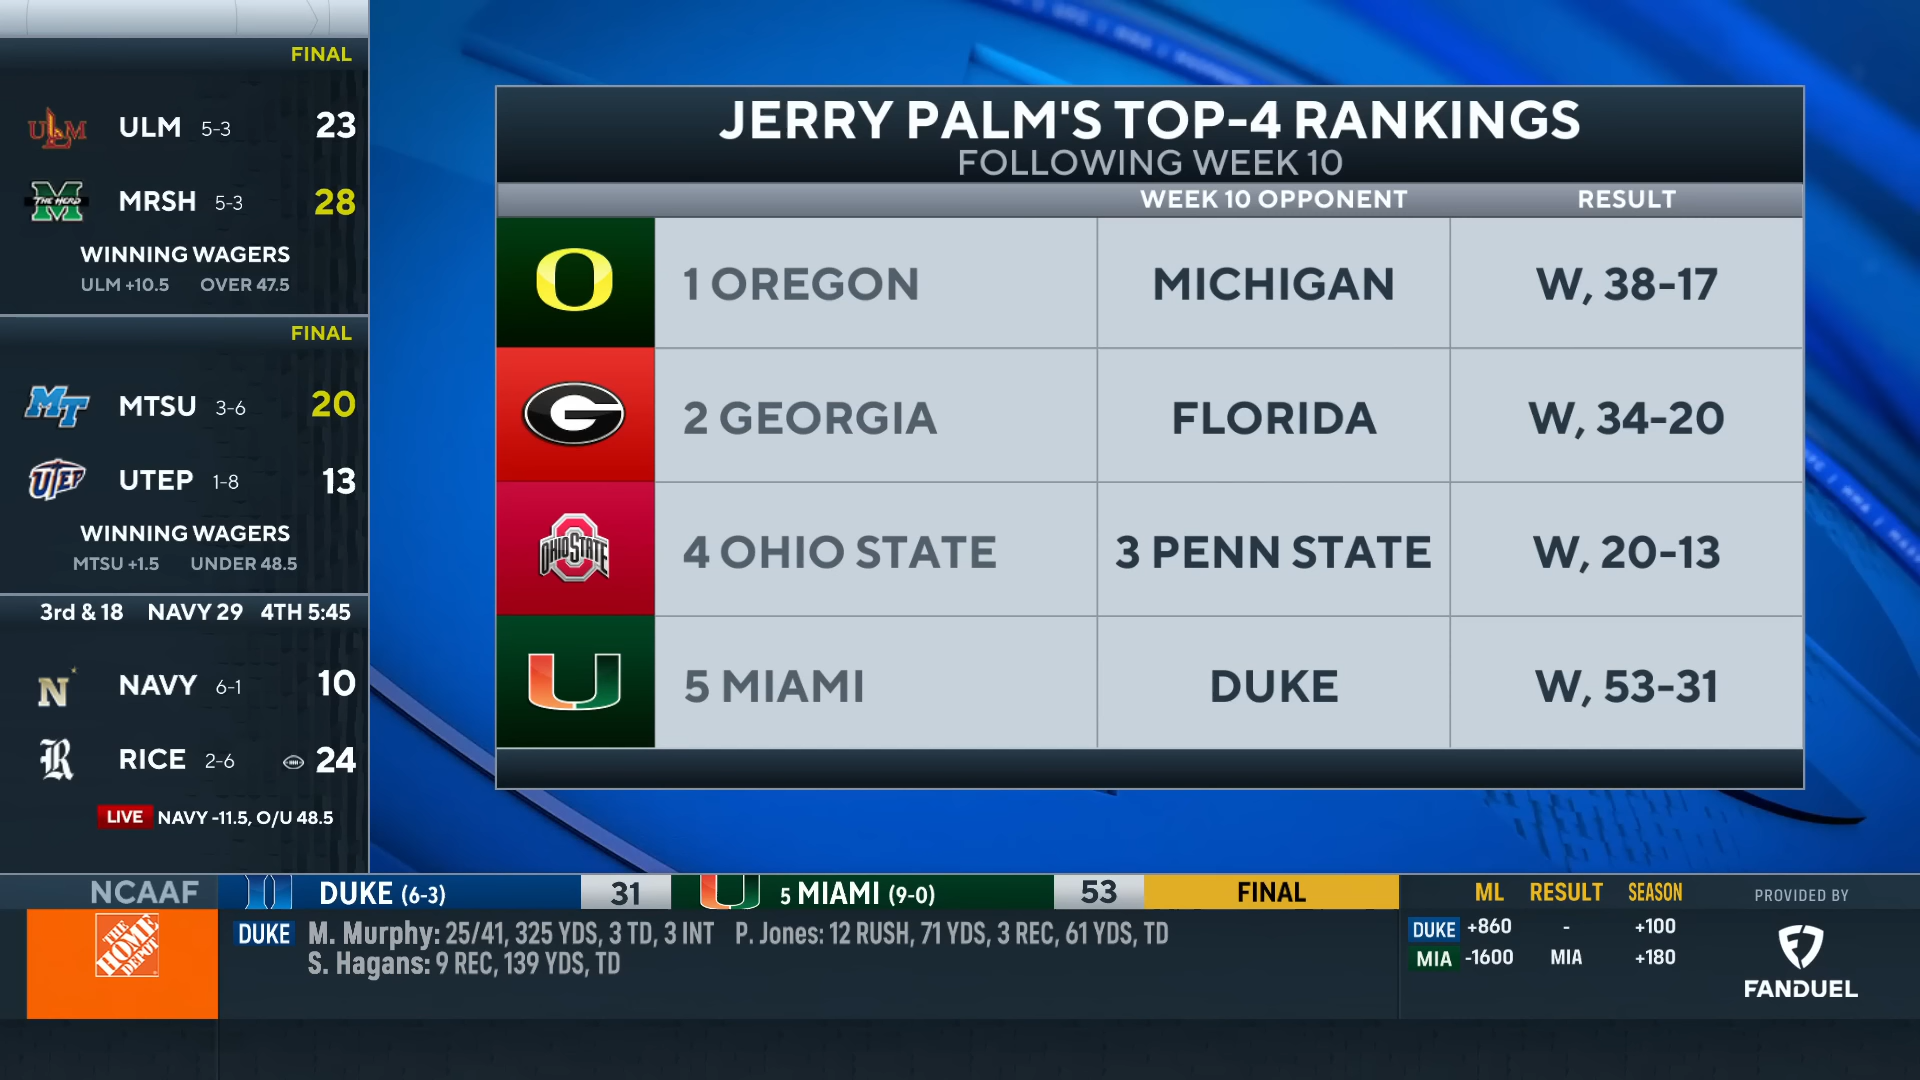 FINAL
ULM 5-3 23
MRSH 5-3 28
WINNING WAGERS
ULM +10.5 OVER 47.5
FINAL
MTSU 3-6 20
UTEP 1-8 13
WINNING WAGERS
MTSU +1.5 UNDER 48.5
3rd & 18 NAVY 29 4TH 5:45
NAVY 6-1 10
RICE 2-6 24
LIVE NAVY -11.5, O/U 48.5
JERRY PALM'S TOP-4 RANKINGS
FOLLOWING WEEK 10
WEEK 10 OPPONENT RESULT
1 OREGON MICHIGAN W, 38-17
2 GEORGIA FLORIDA W, 34-20
4 OHIO STATE 3 PENN STATE W, 20-13
5 MIAMI DUKE W, 53-31
NCAAF DUKE (6-3) 31 5 MIAMI (9-0) 53 FINAL
THE HOME DEPOT
DUKE M. Murphy: 25/41, 325 YDS, 3 TD, 3 INT P. Jones: 12 RUSH, 71 YDS, 3 REC, 61 YDS, TD
S. Hagans: 9 REC, 139 YDS, TD
ML RESULT SEASON
DUKE +860 - +100
MIA -1600 MIA +180
PROVIDED BY
FANDUEL